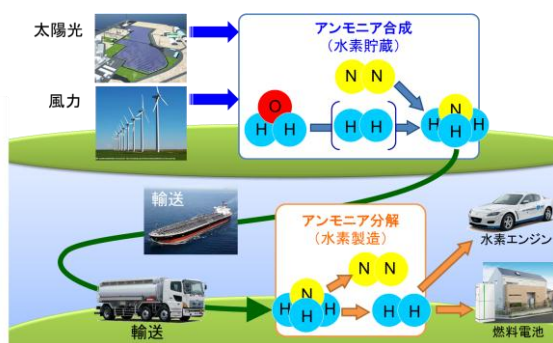 太陽光
風力
アンモニア合成
（水素貯蔵）
N N
O
H H
H H
N
H H
H
輸送
アンモニア分解
（水素製造）
N N
N
H H
H
H H
水素エンジン
燃料電池
輸送